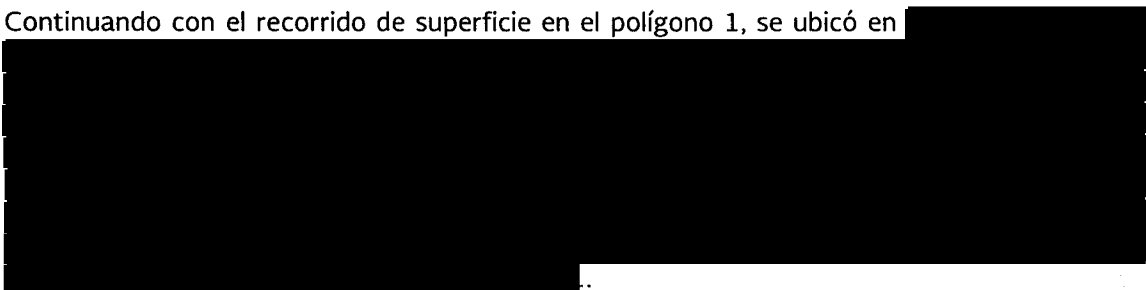 Continuando con el recorrido de superficie en el polígono 1, se ubicó en